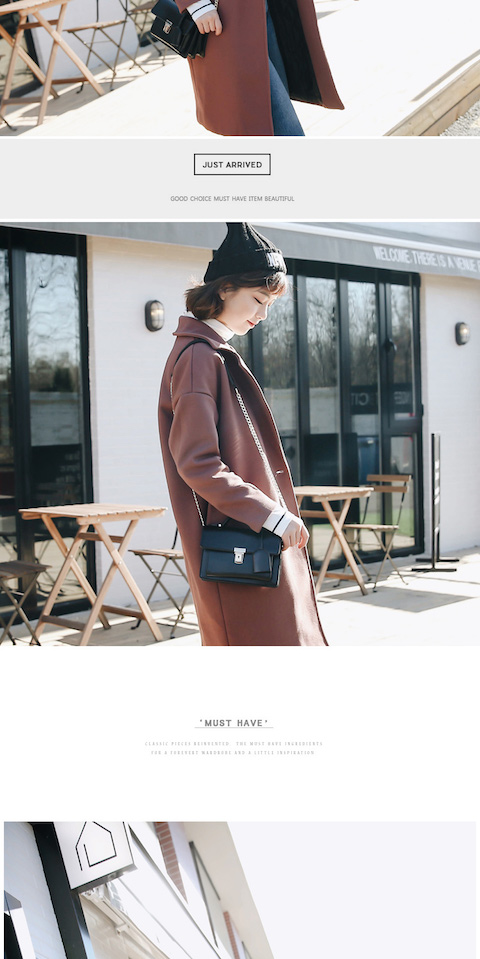 JUST ARRIVED
GOOD CHOICE MUST HAVE ITEM BEAUTIFUL
WELCOME THERE IS A VENUE
'MUST HAVE'
CLASSIC PIECES REINVENTED THE MUST HAVE INGREDIENTS
FOR A FOREVERY WARDROBE AND A LITTLE INSPIRATION